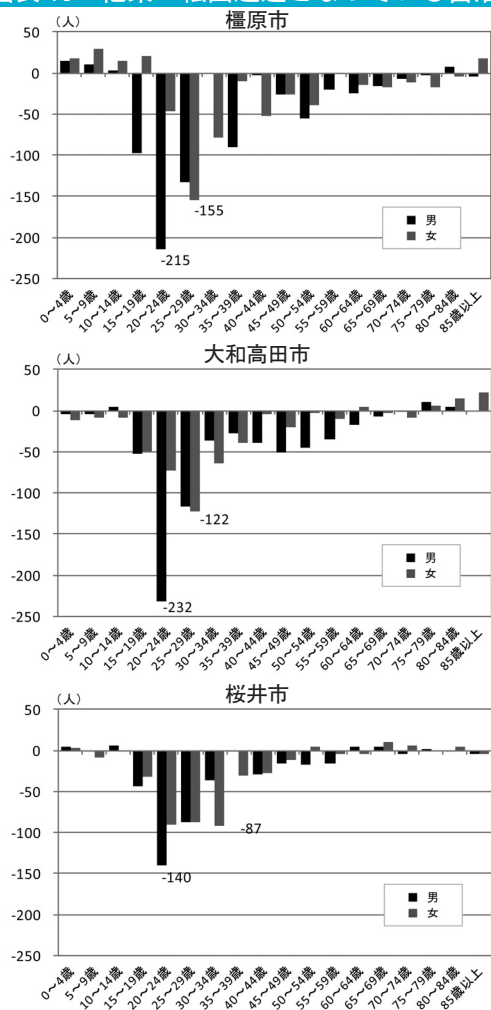 橿原市
（人）
50
0
-50
-100
-150
-200
-250
-155
-215
男
女
0～4歳
5～9歳
10～14歳
15～19歳
20～24歳
25～29歳
30～34歳
35～39歳
40～44歳
45～49歳
50～54歳
55～59歳
60～64歳
65～69歳
70～74歳
75～79歳
80～84歳
85歳以上
大和高田市
（人）
50
0
-50
-100
-150
-200
-250
-122
-232
男
女
0～4歳
5～9歳
10～14歳
15～19歳
20～24歳
25～29歳
30～34歳
35～39歳
40～44歳
45～49歳
50～54歳
55～59歳
60～64歳
65～69歳
70～74歳
75～79歳
80～84歳
85歳以上
桜井市
（人）
50
0
-50
-100
-150
-200
-250
-87
-140
男
女
0～4歳
5～9歳
10～14歳
15～19歳
20～24歳
25～29歳
30～34歳
35～39歳
40～44歳
45～49歳
50～54歳
55～59歳
60～64歳
65～69歳
70～74歳
75～79歳
80～84歳
85歳以上